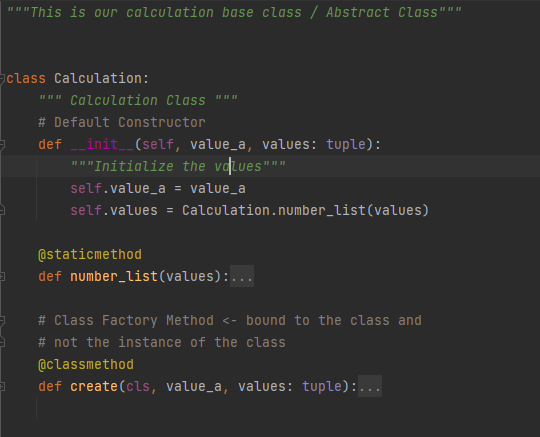 """This is our calculation base class / Abstract Class"""
class Calculation:
""" Calculation Class """
# Default Constructor
def __init__(self, value_a, values: tuple):
"""Initialize the values"""
self.value_a = value_a
self.values = Calculation.number_list(values)
@staticmethod
def number_list(values):...
# Class Factory Method <- bound to the class and
# not the instance of the class
@classmethod
def create(cls, value_a, values: tuple):...